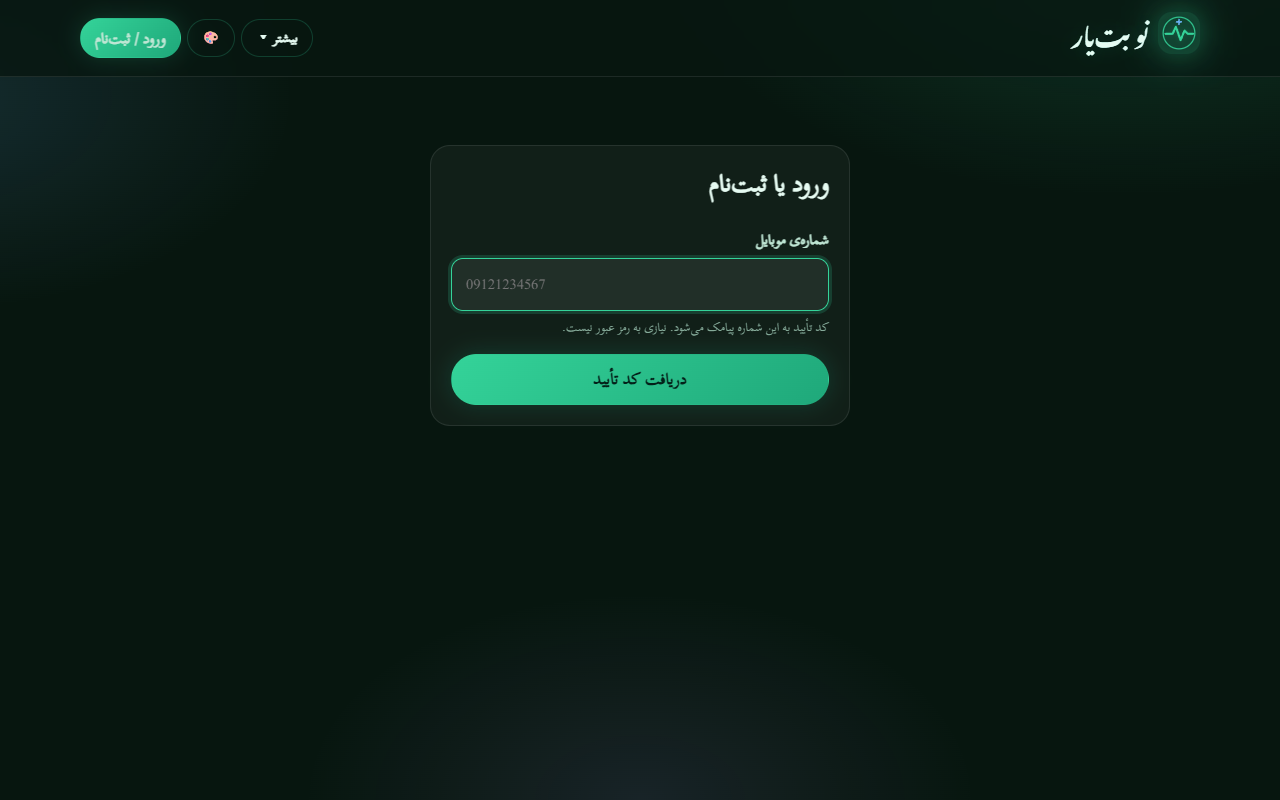 نوبت‌یار
بیشتر
ورود / ثبت‌نام
ورود یا ثبت‌نام
شماره‌ی موبایل
09121234567
کد تأیید به این شماره پیامک می‌شود. نیازی به رمز عبور نیست.
دریافت کد تأیید